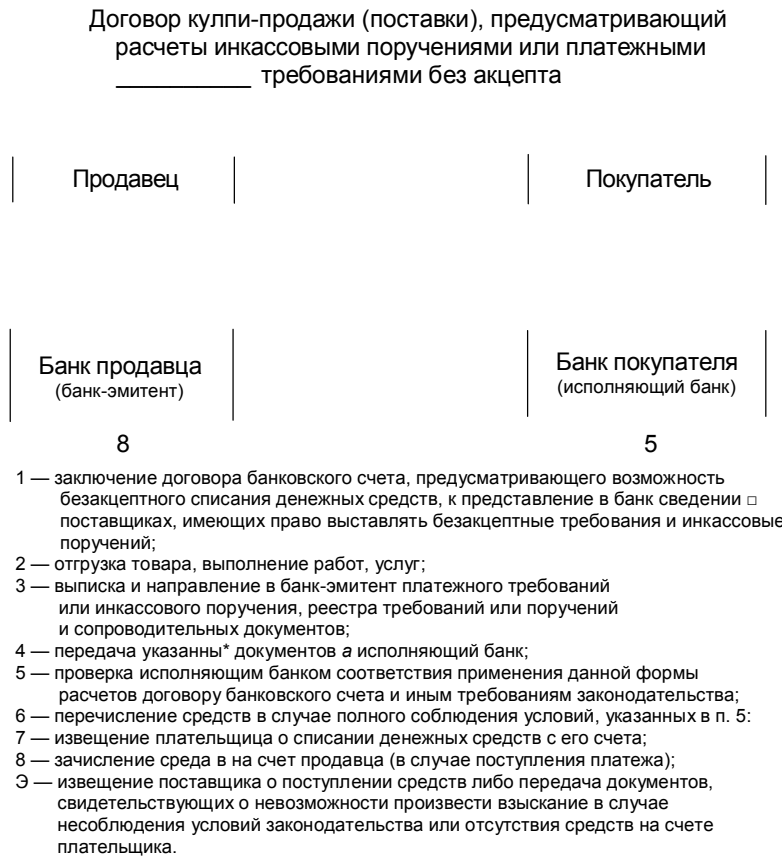 Договор кулпи-продажи (поставки), предусматривающий
расчеты инкассовыми поручениями или платежными
__________ требованиями без акцепта
Продавец
Покупатель
Банк продавца
(банк-эмитент)
Банк покупателя
(исполняющий банк)
8
5
1 — заключение договора банковского счета, предусматривающего возможность
безакцептного списания денежных средств, к представление в банк сведении □
поставщиках, имеющих право выставлять безакцептные требования и инкассовые
поручений;
2 — отгрузка товара, выполнение работ, услуг;
3 — выписка и направление в банк-эмитент платежного требований
или инкассового поручения, реестра требований или поручений
и сопроводительных документов;
4 — передача указанны* документов а исполняющий банк;
5 — проверка исполняющим банком соответствия применения данной формы
расчетов договору банковского счета и иным требованиям законодательства;
6 — перечисление средств в случае полного соблюдения условий, указанных в п. 5:
7 — извещение плательщика о списании денежных средств с его счета;
8 — зачисление среда в на счет продавца (в случае поступления платежа);
Э — извещение поставщика о поступлении средств либо передача документов,
свидетельствующих о невозможности произвести взыскание в случае
несоблюдения условий законодательства или отсутствия средств на счете
плательщика.